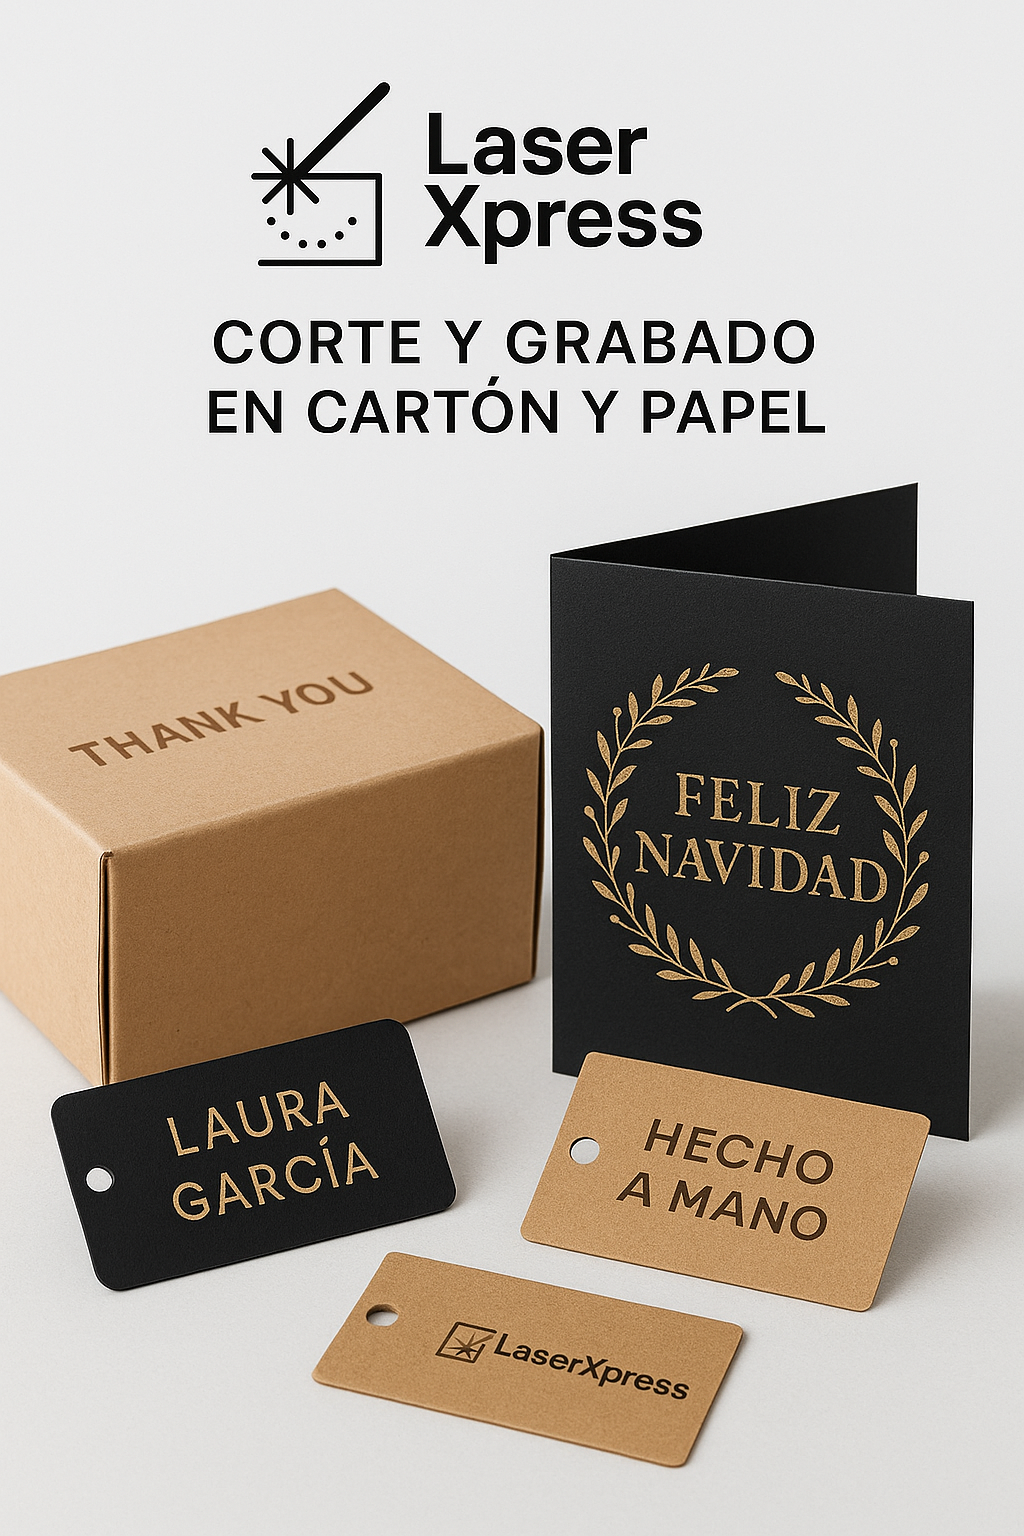 Laser
Xpress
CORTE Y GRABADO
EN CARTÓN Y PAPEL
THANK YOU
FELIZ
NAVIDAD
LAURA
GARCÍA
HECHO
A MANO
LaserXpress